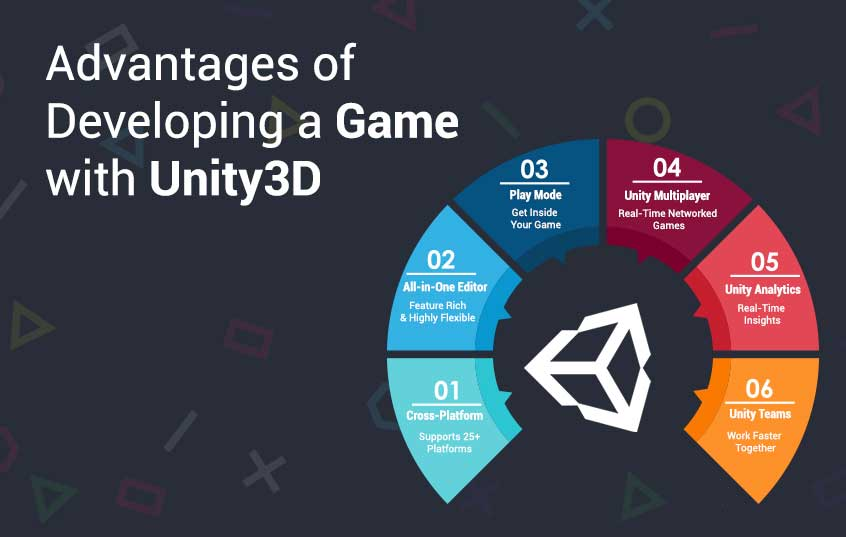 Advantages of
Developing a Game
with Unity3D
01
Cross-Platform
Supports 25+
Platforms
02
All-in-One Editor
Feature Rich
& Highly Flexible
03
Play Mode
Get Inside
Your Game
04
Unity Multiplayer
Real-Time Networked
Games
05
Unity Analytics
Real-Time
Insights
06
Unity Teams
Work Faster
Together